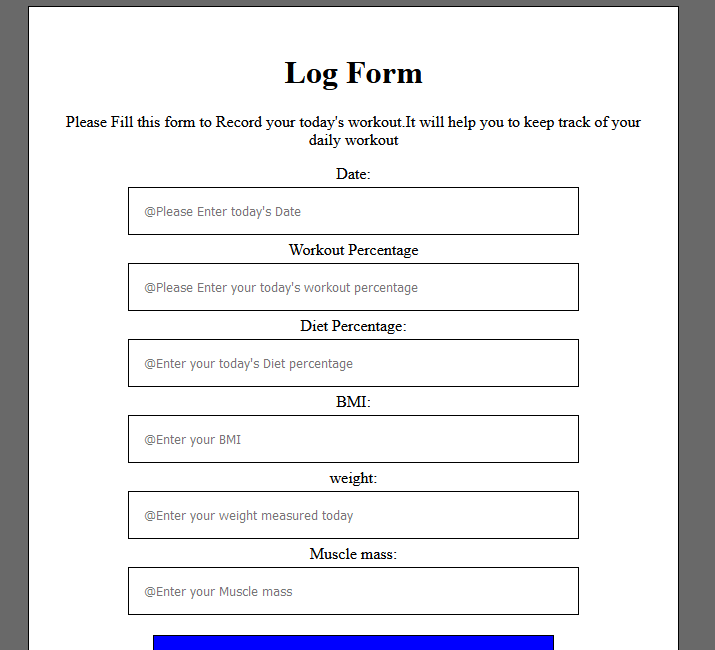 Log Form
Please Fill this form to Record your today's workout.It will help you to keep track of your
daily workout
Date:
@Please Enter today's Date
Workout Percentage
@Please Enter your today's workout percentage
Diet Percentage:
@Enter your today's Diet percentage
BMI:
@Enter your BMI
weight:
@Enter your weight measured today
Muscle mass:
@Enter your Muscle mass